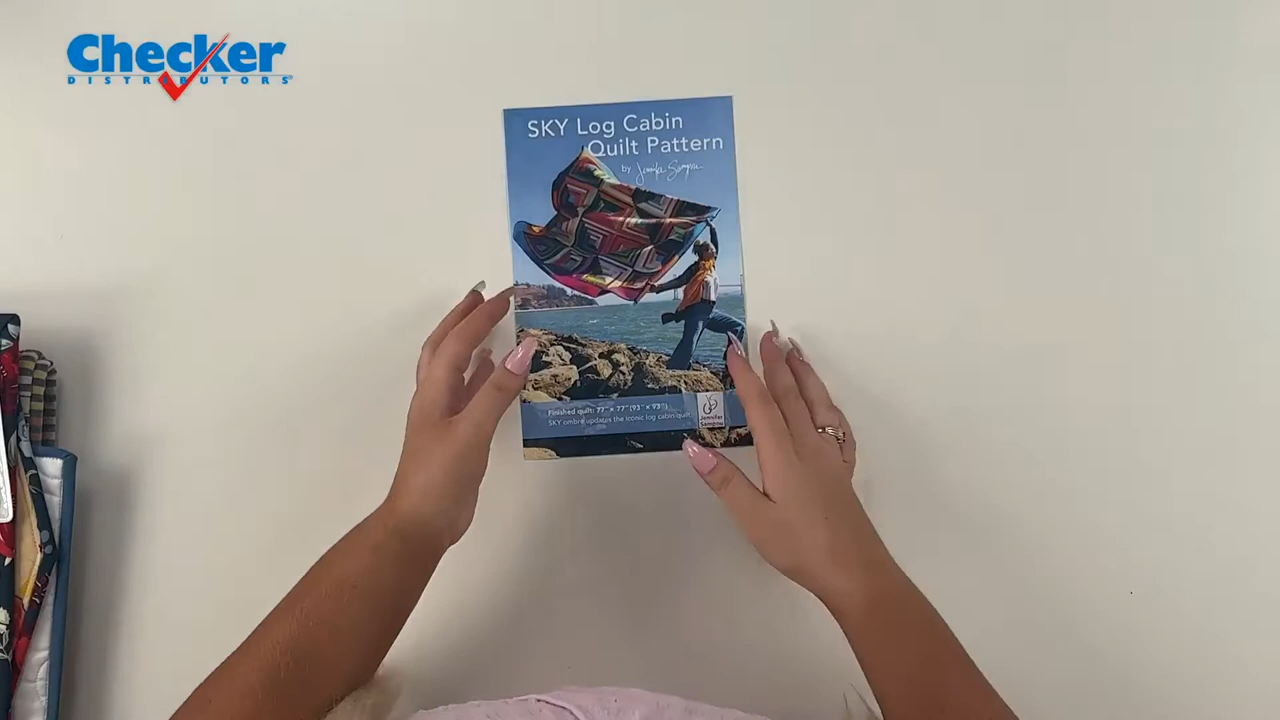 Checker
DISTRIBUTORS
SKY Log Cabin
Quilt Pattern
by Jennifer Sampou
Finished quilt: 77" × 77" (93" × 93")
SKY ombre updates the iconic log cabin quilt.
Jennifer
Sampou